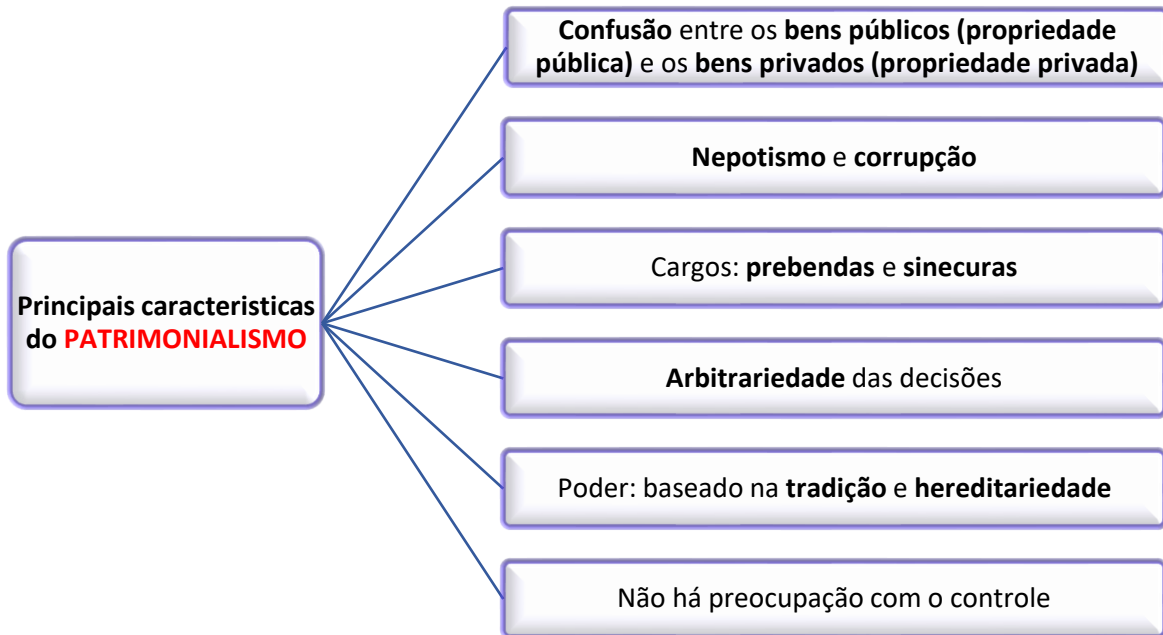 Confusão entre os bens públicos (propriedade
pública) e os bens privados (propriedade privada)
Nepotismo e corrupção
Cargos: prebendas e sinecuras
Principais caracteristicas
do PATRIMONIALISMO
Arbitrariedade das decisões
Poder: baseado na tradição e hereditariedade
Não há preocupação com o controle